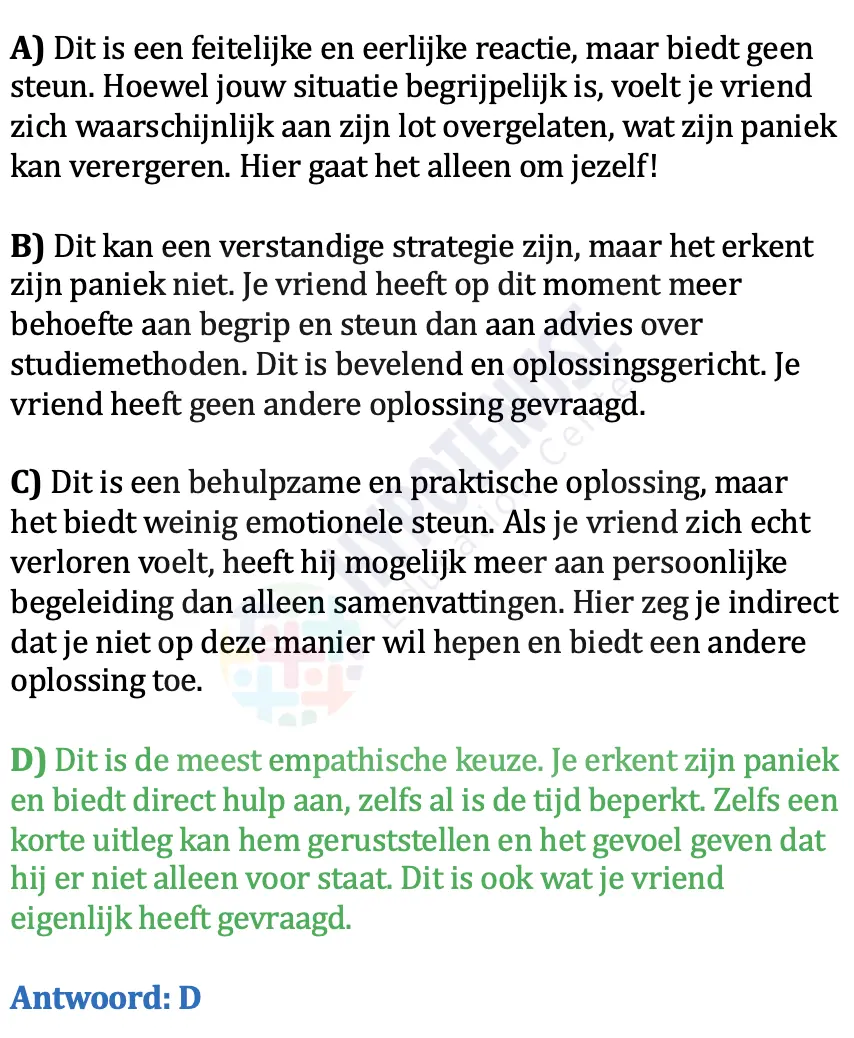 A) Dit is een feitelijke en eerlijke reactie, maar biedt geen
steun. Hoewel jouw situatie begrijpelijk is, voelt je vriend
zich waarschijnlijk aan zijn lot overgelaten, wat zijn paniek
kan verergeren. Hier gaat het alleen om jezelf!
B) Dit kan een verstandige strategie zijn, maar het erkent
zijn paniek niet. Je vriend heeft op dit moment meer
behoefte aan begrip en steun dan aan advies over
studiemethoden. Dit is bevelend en oplossingsgericht. Je
vriend heeft geen andere oplossing gevraagd.
C) Dit is een behulpzame en praktische oplossing, maar
het biedt weinig emotionele steun. Als je vriend zich echt
verloren voelt, heeft hij mogelijk meer aan persoonlijke
begeleiding dan alleen samenvattingen. Hier zeg je indirect
dat je niet op deze manier wil hepen en biedt een andere
oplossing toe.
D) Dit is de meest empathische keuze. Je erkent zijn paniek
en biedt direct hulp aan, zelfs al is de tijd beperkt. Zelfs een
korte uitleg kan hem geruststellen en het gevoel geven dat
hij er niet alleen voor staat. Dit is ook wat je vriend
eigenlijk heeft gevraagd.
Antwoord: D
HYPOTENUSE
Education Center